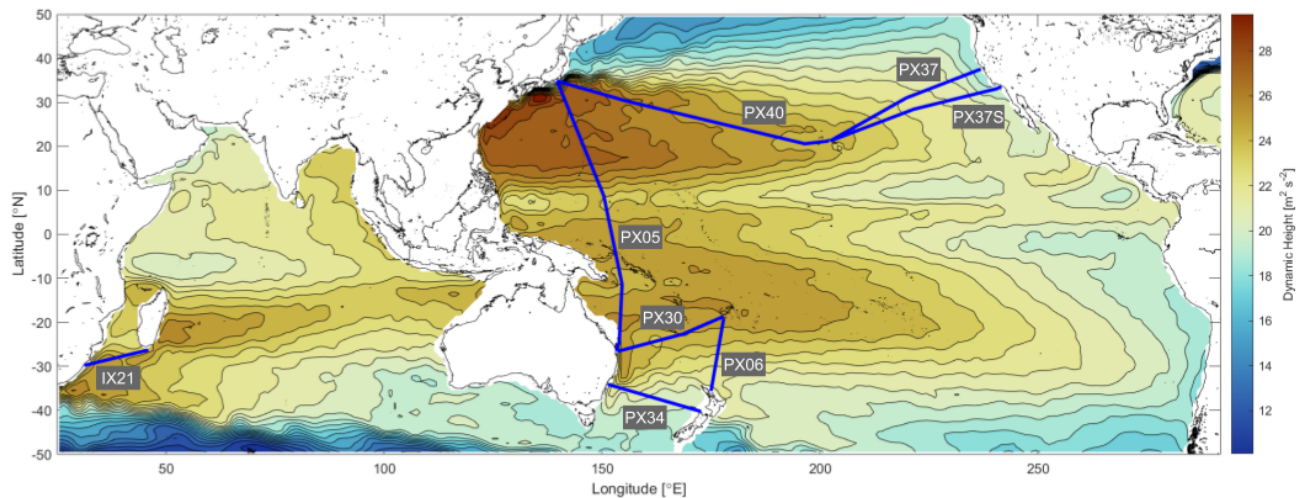 50
40
30
20
10
0
-10
-20
-30
-40
-50
Latitude [°N]
50
100
150
200
250
Longitude [°E]
PX37
PX37S
PX40
PX05
PX30
PX06
IX21
PX34
28
26
24
22
20
18
16
14
12
Dynamic Height [m² s⁻²]